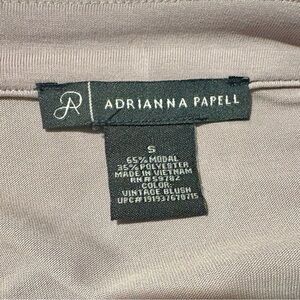 AP ADRIANNA PAPELL
S
65% MODAL
35% POLYESTER
MADE IN VIETNAM
RN# 59782
COLOR:
VINTAGE BLUSH
UPC# 191937670715